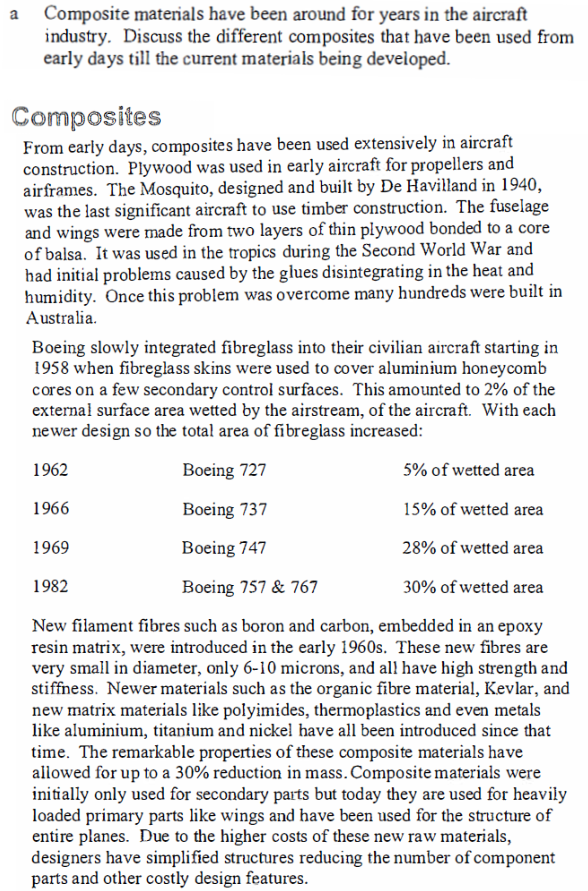 a Composite materials have been around for years in the aircraft
industry. Discuss the different composites that have been used from
early days till the current materials being developed.
Composites
From early days, composites have been used extensively in aircraft
construction. Plywood was used in early aircraft for propellers and
airframes. The Mosquito, designed and built by De Havilland in 1940,
was the last significant aircraft to use timber construction. The fuselage
and wings were made from two layers of thin plywood bonded to a core
of balsa. It was used in the tropics during the Second World War and
had initial problems caused by the glues disintegrating in the heat and
humidity. Once this problem was overcome many hundreds were built in
Australia.
Boeing slowly integrated fibreglass into their civilian aircraft starting in
1958 when fibreglass skins were used to cover aluminium honeycomb
cores on a few secondary control surfaces. This amounted to 2% of the
external surface area wetted by the airstream, of the aircraft. With each
newer design so the total area of fibreglass increased:
1962 Boeing 727 5% of wetted area
1966 Boeing 737 15% of wetted area
1969 Boeing 747 28% of wetted area
1982 Boeing 757 & 767 30% of wetted area
New filament fibres such as boron and carbon, embedded in an epoxy
resin matrix, were introduced in the early 1960s. These new fibres are
very small in diameter, only 6-10 microns, and all have high strength and
stiffness. Newer materials such as the organic fibre material, Kevlar, and
new matrix materials like polyimides, thermoplastics and even metals
like aluminium, titanium and nickel have all been introduced since that
time. The remarkable properties of these composite materials have
allowed for up to a 30% reduction in mass. Composite materials were
initially only used for secondary parts but today they are used for heavily
loaded primary parts like wings and have been used for the structure of
entire planes. Due to the higher costs of these new raw materials,
designers have simplified structures reducing the number of component
parts and other costly design features.